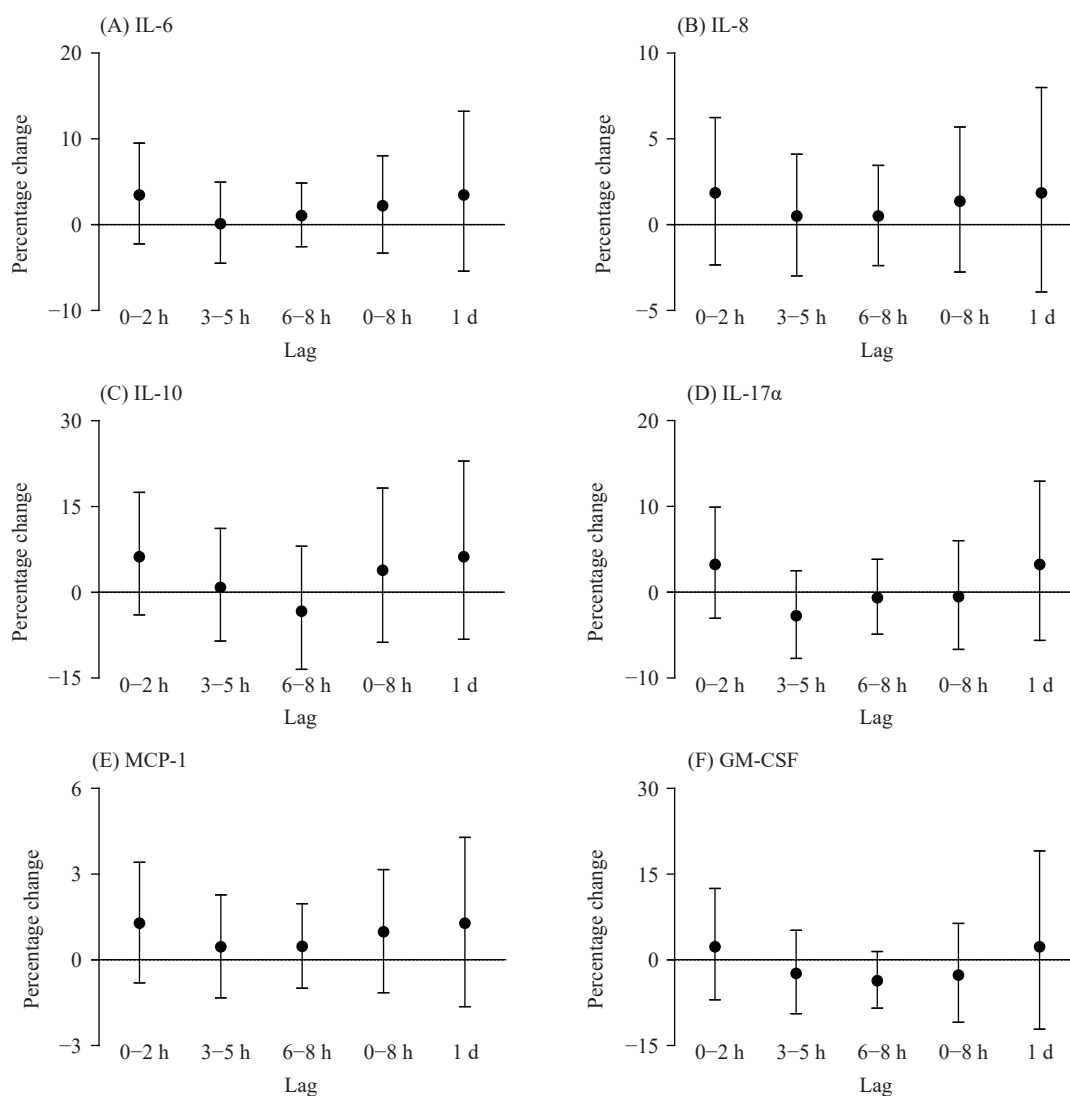 (A) IL-6
20
10
0
−10
Percentage change
0−2 h 3−5 h 6−8 h 0−8 h 1 d
Lag
(B) IL-8
10
5
0
−5
Percentage change
0−2 h 3−5 h 6−8 h 0−8 h 1 d
Lag
(C) IL-10
30
15
0
−15
Percentage change
0−2 h 3−5 h 6−8 h 0−8 h 1 d
Lag
(D) IL-17α
20
10
0
−10
Percentage change
0−2 h 3−5 h 6−8 h 0−8 h 1 d
Lag
(E) MCP-1
6
3
0
−3
Percentage change
0−2 h 3−5 h 6−8 h 0−8 h 1 d
Lag
(F) GM-CSF
30
15
0
−15
Percentage change
0−2 h 3−5 h 6−8 h 0−8 h 1 d
Lag